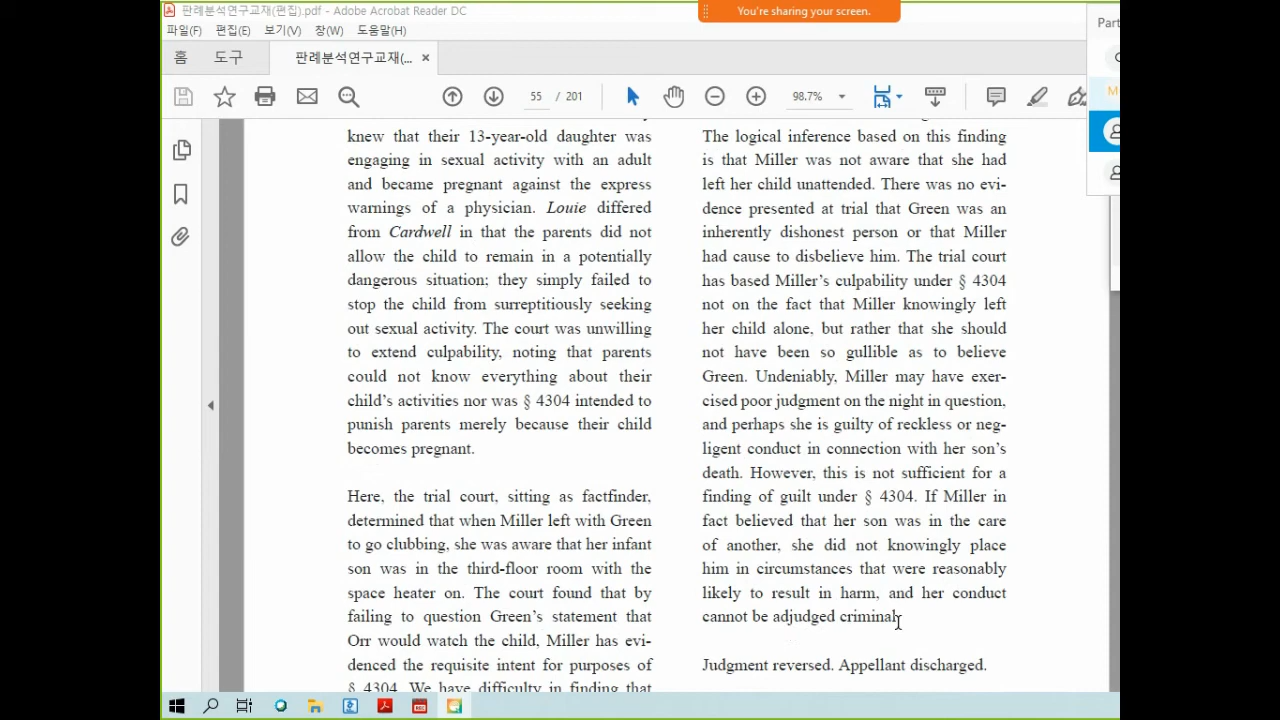 판례분석연구교재(편집).pdf - Adobe Acrobat Reader DC
You're sharing your screen.
Part
파일(F) 편집(E) 보기(V) 창(W) 도움말(H)
홈 도구 판례분석연구교재(... ×
55 / 201 98.7%
M
knew that their 13-year-old daughter was
engaging in sexual activity with an adult
and became pregnant against the express
warnings of a physician. Louie differed
from Cardwell in that the parents did not
allow the child to remain in a potentially
dangerous situation; they simply failed to
stop the child from surreptitiously seeking
out sexual activity. The court was unwilling
to extend culpability, noting that parents
could not know everything about their
child's activities nor was § 4304 intended to
punish parents merely because their child
becomes pregnant.
Here, the trial court, sitting as factfinder,
determined that when Miller left with Green
to go clubbing, she was aware that her infant
son was in the third-floor room with the
space heater on. The court found that by
failing to question Green's statement that
Orr would watch the child, Miller has evi-
denced the requisite intent for purposes of
§ 4304. We have difficulty in finding that
The logical inference based on this finding
is that Miller was not aware that she had
left her child unattended. There was no evi-
dence presented at trial that Green was an
inherently dishonest person or that Miller
had cause to disbelieve him. The trial court
has based Miller's culpability under § 4304
not on the fact that Miller knowingly left
her child alone, but rather that she should
not have been so gullible as to believe
Green. Undeniably, Miller may have exer-
cised poor judgment on the night in question,
and perhaps she is guilty of reckless or neg-
ligent conduct in connection with her son's
death. However, this is not sufficient for a
finding of guilt under § 4304. If Miller in
fact believed that her son was in the care
of another, she did not knowingly place
him in circumstances that were reasonably
likely to result in harm, and her conduct
cannot be adjudged criminal.
Judgment reversed. Appellant discharged.